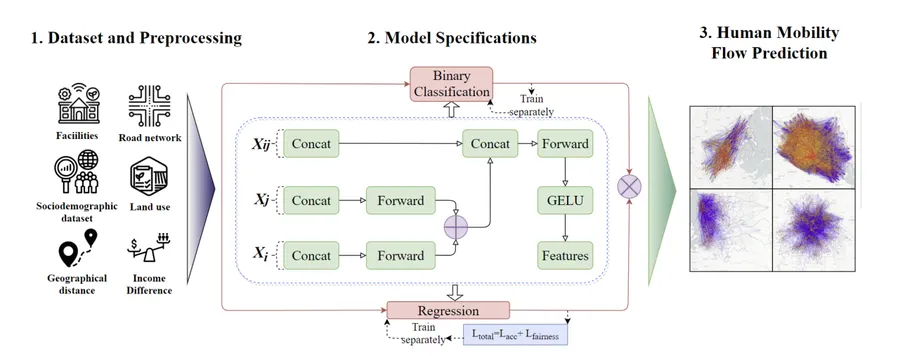 1. Dataset and Preprocessing
Faciilities
Road network
Sociodemographic
dataset
Land use
Geographical
distance
Income
Difference
2. Model Specifications
Binary
Classification
Train
separately
Xij
Concat
Concat
Forward
Xj
Concat
Forward
GELU
Xi
Concat
Forward
Features
Regression
Train
separately
Ltotal=Lacc+ Lfairness
3. Human Mobility
Flow Prediction